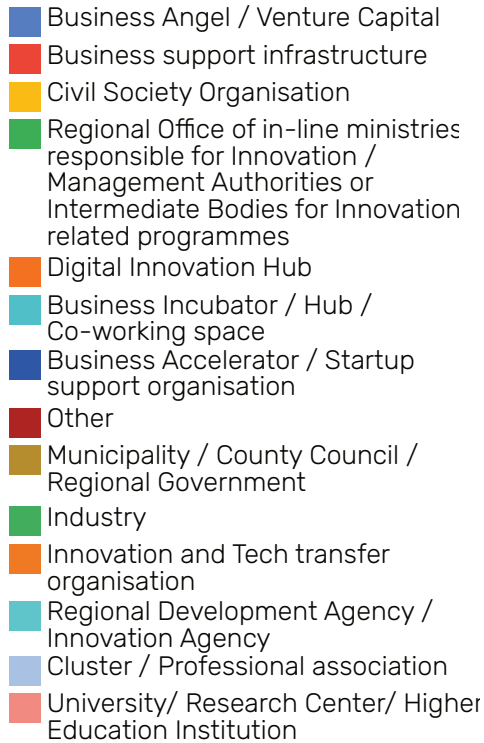 Business Angel / Venture Capital
Business support infrastructure
Civil Society Organisation
Regional Office of in-line ministries
responsible for Innovation /
Management Authorities or
Intermediate Bodies for Innovation
related programmes
Digital Innovation Hub
Business Incubator / Hub /
Co-working space
Business Accelerator / Startup
support organisation
Other
Municipality / County Council /
Regional Government
Industry
Innovation and Tech transfer
organisation
Regional Development Agency /
Innovation Agency
Cluster / Professional association
University/ Research Center/ Higher
Education Institution